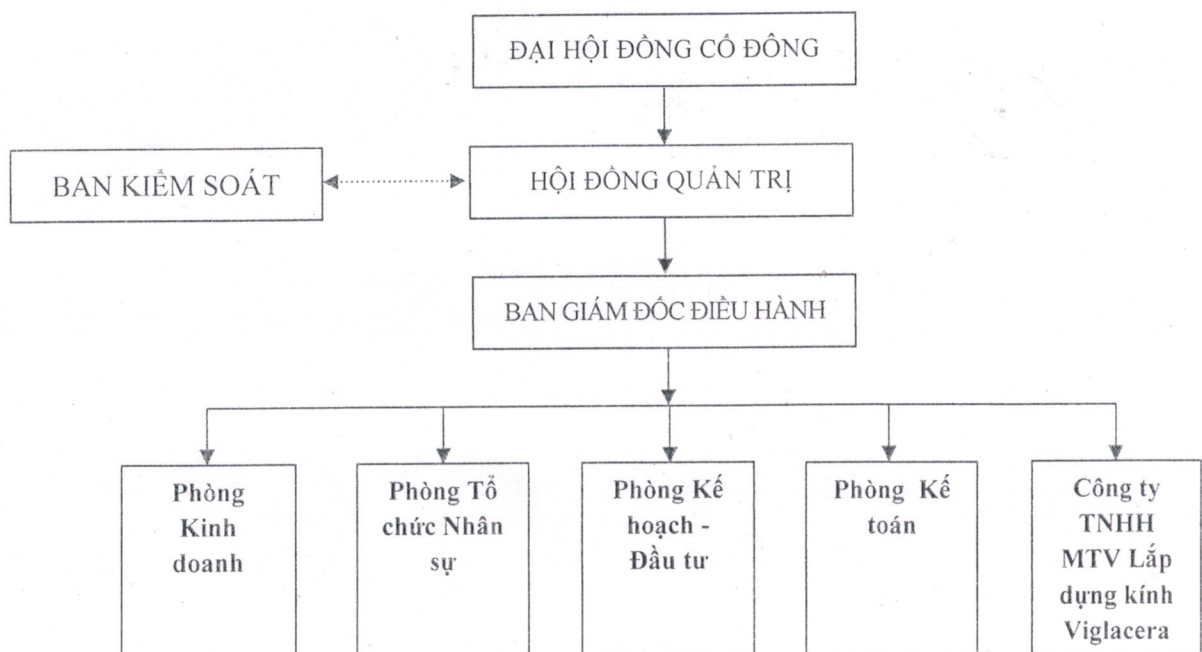 ĐẠI HỘI ĐỒNG CỔ ĐÔNG
BAN KIỂM SOÁT
HỘI ĐỒNG QUẢN TRỊ
BAN GIÁM ĐỐC ĐIỀU HÀNH
Phòng
Kinh
doanh
Phòng Tổ
chức Nhân
sự
Phòng Kế
hoạch -
Đầu tư
Phòng Kế
toán
Công ty
TNHH
MTV Lắp
dựng kính
Viglacera